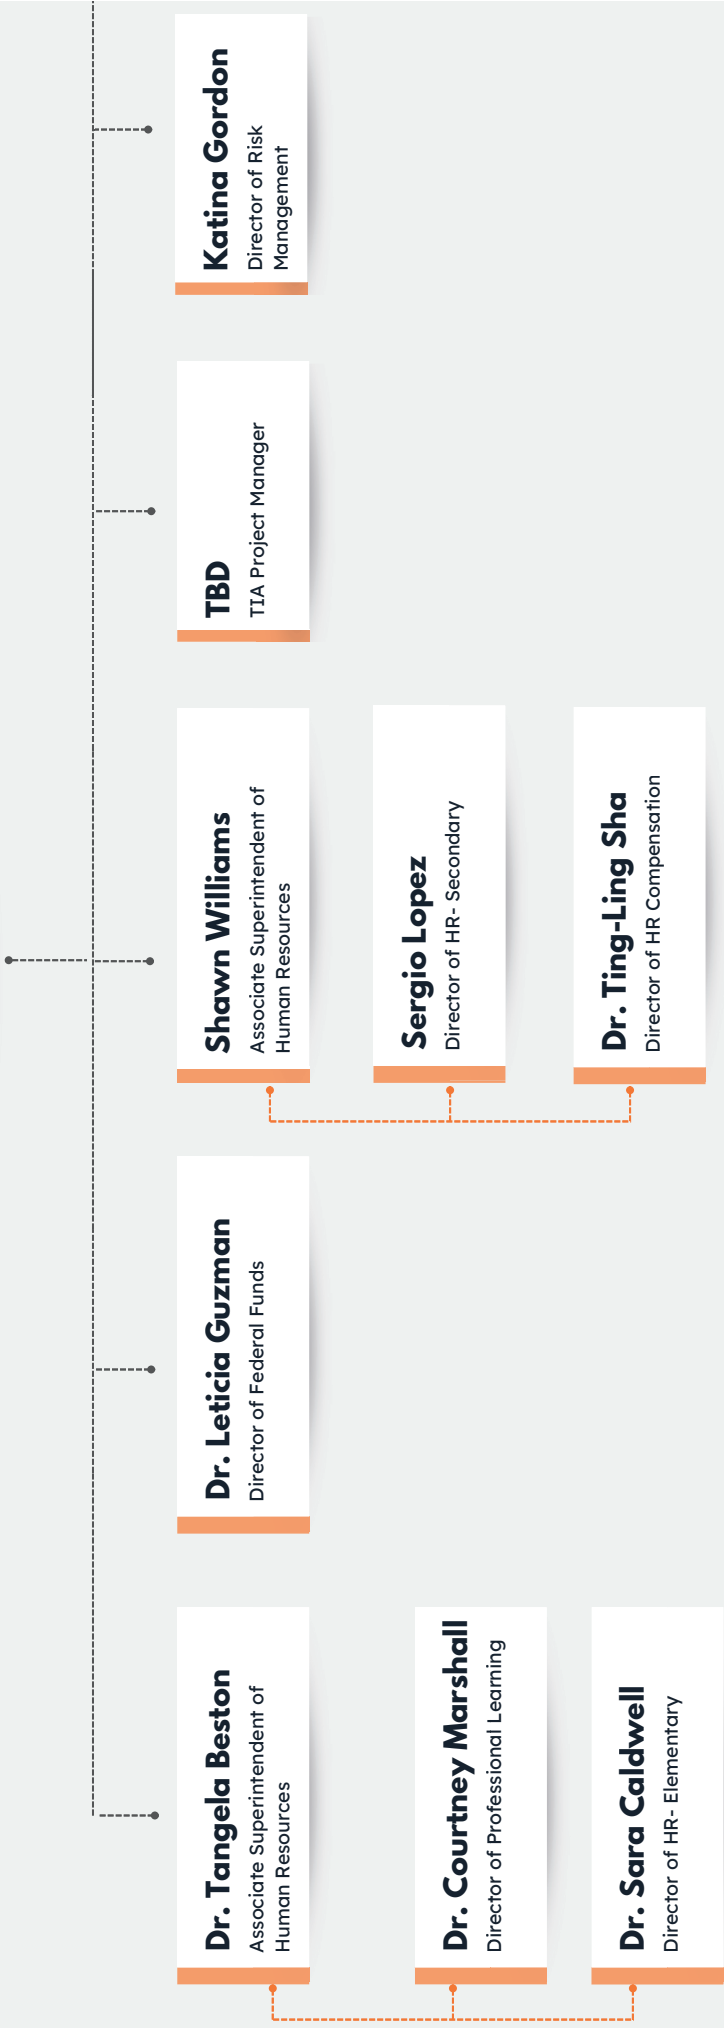 Dr. Tangela Beston
Associate Superintendent of
Human Resources
Dr. Leticia Guzman
Director of Federal Funds
Shawn Williams
Associate Superintendent of
Human Resources
TBD
TIA Project Manager
Katina Gordon
Director of Risk
Management
Dr. Courtney Marshall
Director of Professional Learning
Sergio Lopez
Director of HR- Secondary
Dr. Sara Caldwell
Director of HR- Elementary
Dr. Ting-Ling Sha
Director of HR Compensation